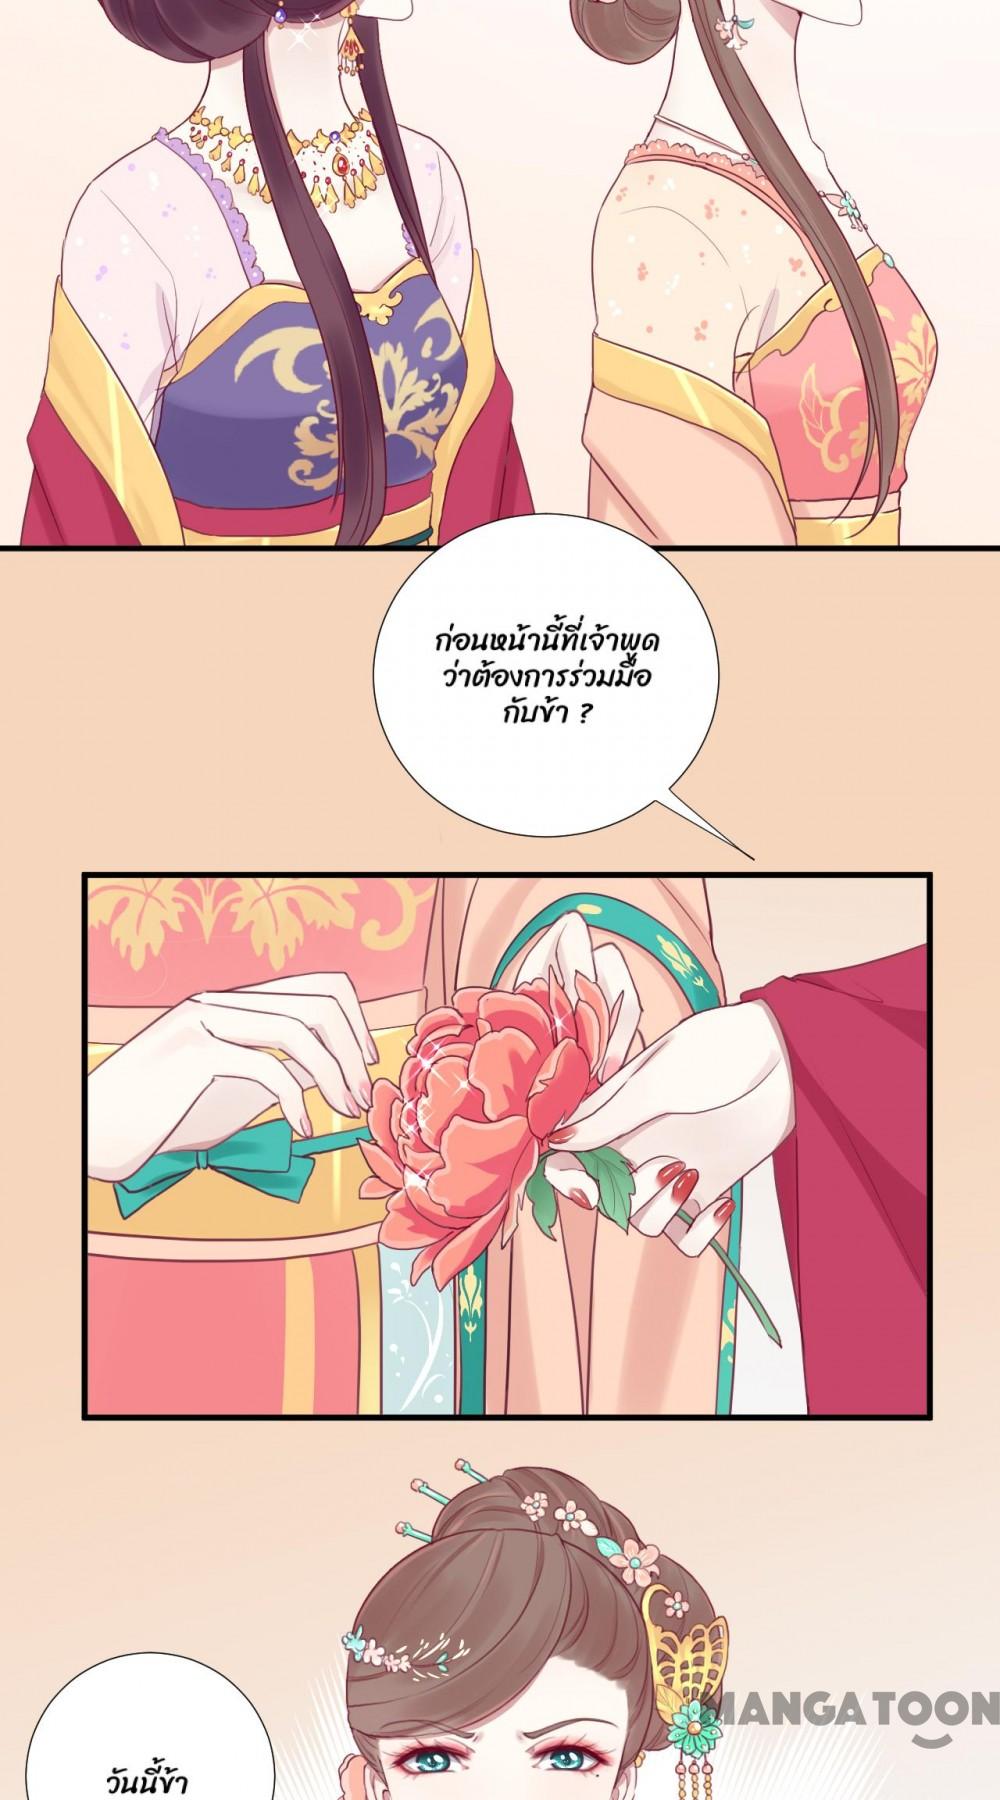 ก่อนหน้านี้ที่เจ้าพูด
ว่าต้องการร่วมมือ
กับข้า ?
MANGATOON
วันนี้ข้า